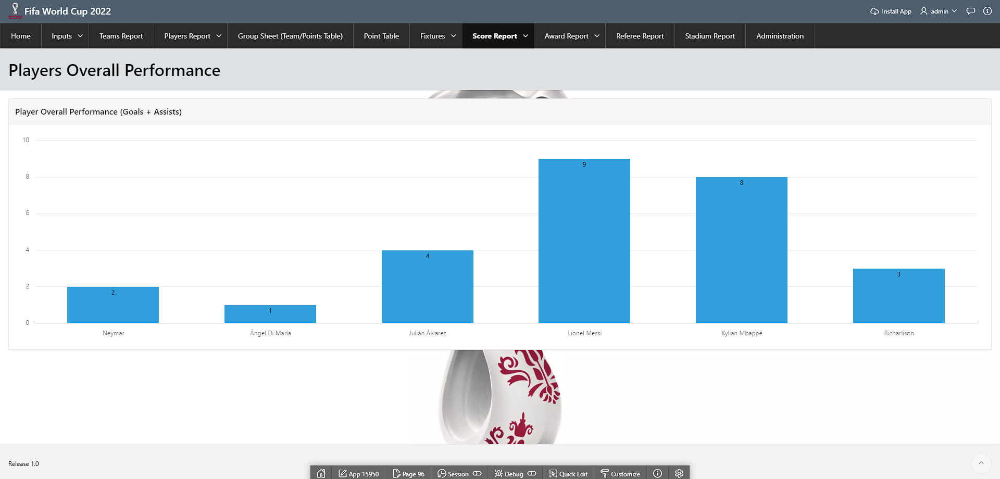 Fifa World Cup 2022
Install App
admin
Home
Inputs
Teams Report
Players Report
Group Sheet (Team/Points Table)
Point Table
Fixtures
Score Report
Award Report
Referee Report
Stadium Report
Administration
Players Overall Performance
Player Overall Performance (Goals + Assists)
10
8
6
4
2
0
2
1
4
9
8
3
Neymar
Ángel Di María
Julián Álvarez
Lionel Messi
Kylian Mbappé
Richarlison
Release 1.0
App 15950
Page 96
Session
Debug
Quick Edit
Customize